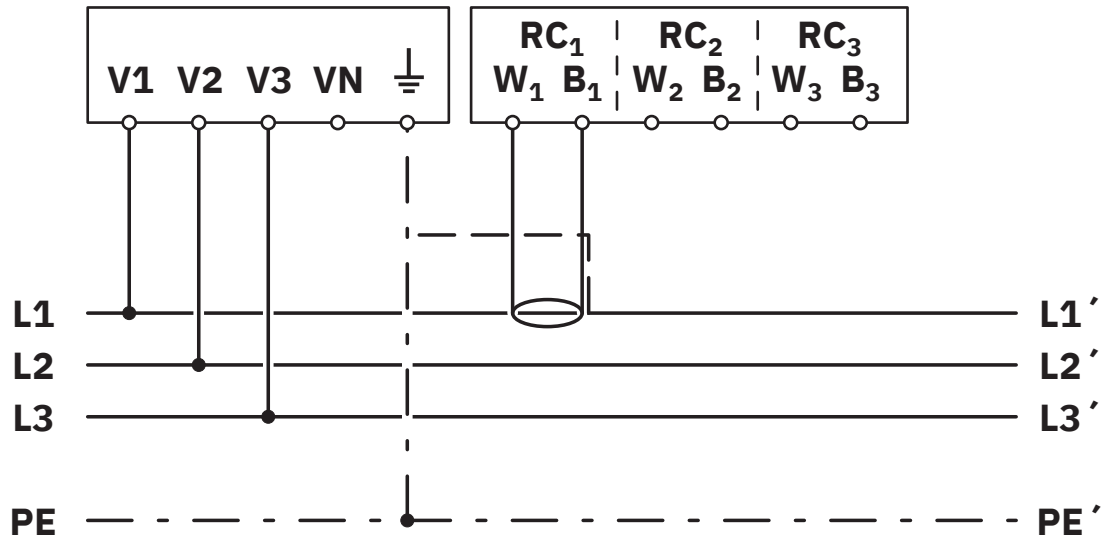 RC₁ RC₂ RC₃
V1 V2 V3 VN W₁ B₁ W₂ B₂ W₃ B₃
L1 L1´
L2 L2´
L3 L3´
PE PE´